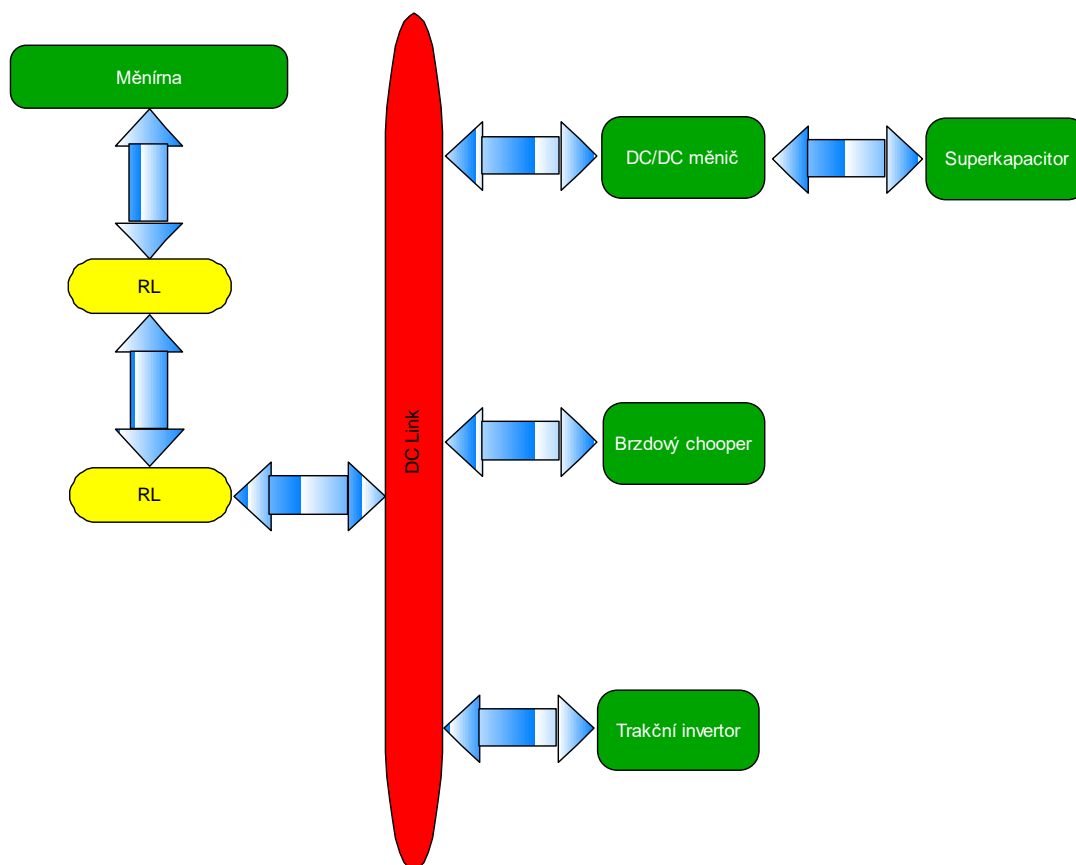 Měnírna
RL
RL
DC Link
DC/DC měnič
Superkapacitor
Brzdový chooper
Trakční invertor